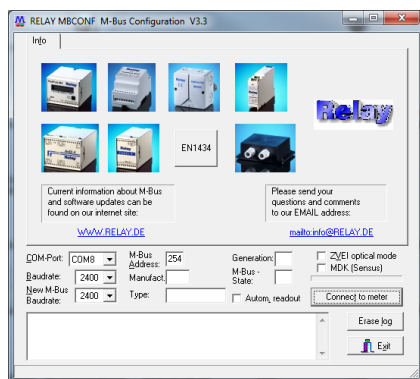 RELAY MBCONF M-Bus Configuration V3.3
Info
EN1434
Relay
Current information about M-Bus
and software updates can be
found on our internet site:
WWW.RELAY.DE
Please send your
questions and comments
to our EMAIL address:
mailto:info@RELAY.DE
COM-Port: COM8
M-Bus Address: 254
Generation:
ZVEI optical mode
MDK (Sensus)
Baudrate: 2400
Manufact.
M-Bus - State:
New M-Bus Baudrate: 2400
Type:
Autom. readout
Connect to meter
Erase log
Exit